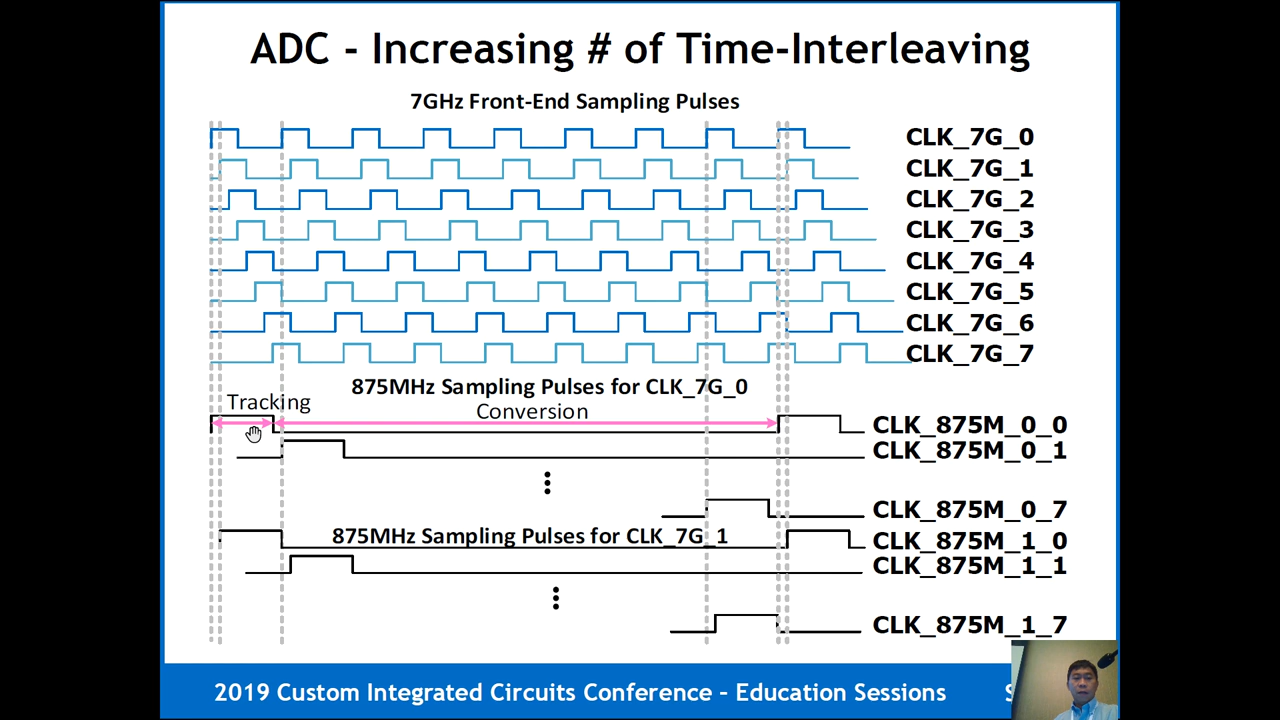 ADC - Increasing # of Time-Interleaving
7GHz Front-End Sampling Pulses
CLK_7G_0
CLK_7G_1
CLK_7G_2
CLK_7G_3
CLK_7G_4
CLK_7G_5
CLK_7G_6
CLK_7G_7
875MHz Sampling Pulses for CLK_7G_0
Tracking
Conversion
CLK_875M_0_0
CLK_875M_0_1
CLK_875M_0_7
875MHz Sampling Pulses for CLK_7G_1
CLK_875M_1_0
CLK_875M_1_1
CLK_875M_1_7
2019 Custom Integrated Circuits Conference - Education Sessions